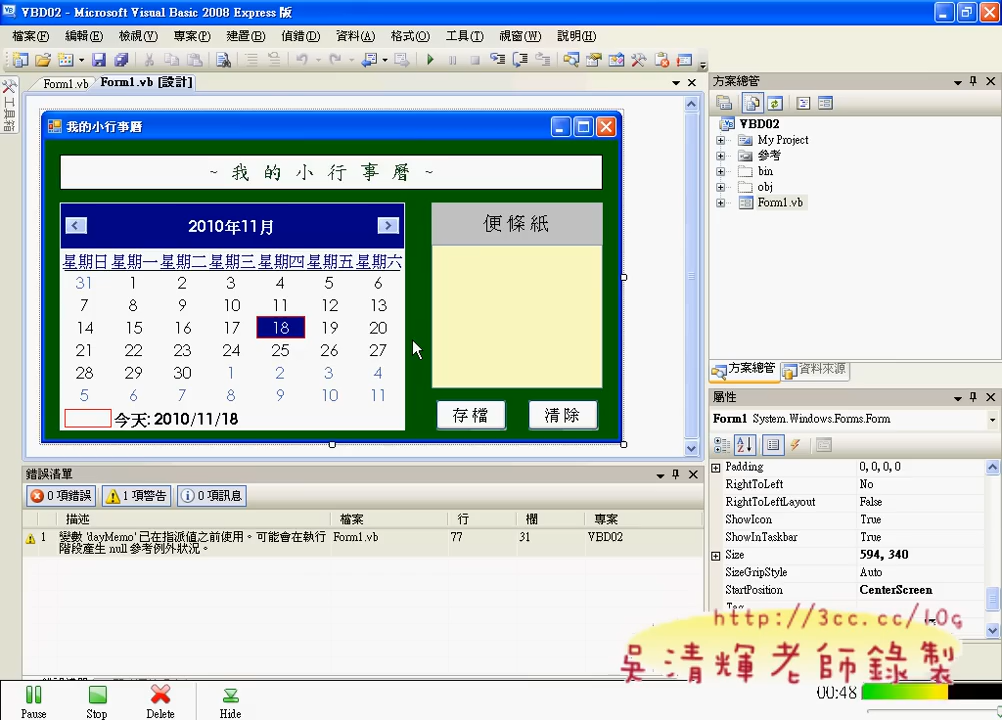 VBD02 - Microsoft Visual Basic 2008 Express 版
檔案(F) 編輯(E) 檢視(V) 專案(P) 建置(B) 偵錯(D) 資料(A) 格式(O) 工具(T) 視窗(W) 說明(H)
Form1.vb Form1.vb [設計]
工具箱
我的小行事曆
~ 我 的 小 行 事 曆 ~
2010年11月
星期日 星期一 星期二 星期三 星期四 星期五 星期六
31 1 2 3 4 5 6
7 8 9 10 11 12 13
14 15 16 17 18 19 20
21 22 23 24 25 26 27
28 29 30 1 2 3 4
5 6 7 8 9 10 11
今天: 2010/11/18
便 條 紙
存 檔 清 除
方案總管
VBD02
My Project
參考
bin
obj
Form1.vb
方案總管 資料來源
屬性
Form1 System.Windows.Forms.Form
Padding 0, 0, 0, 0
RightToLeft No
RightToLeftLayout False
ShowIcon True
ShowInTaskbar True
Size 594, 340
SizeGripStyle Auto
StartPosition CenterScreen
錯誤清單
0 項錯誤 1 項警告 0 項訊息
描述 檔案 行 欄 專案
1 變數 'dayMemo' 已在指派值之前使用。可能會在執行階段產生 null 參考例外狀況。 Form1.vb 77 31 VBD02
吳清輝老師錄製
00:48
Pause Stop Delete Hide